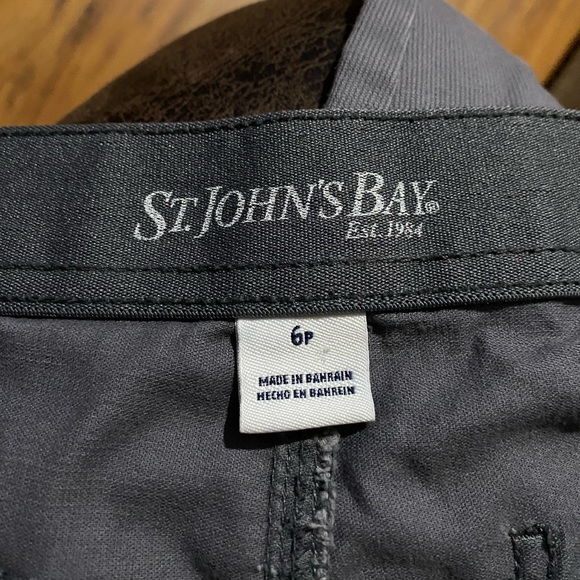 ST. JOHN'S BAY®
Est. 1984
6P
MADE IN BAHRAIN
HECHO EN BAHREIN